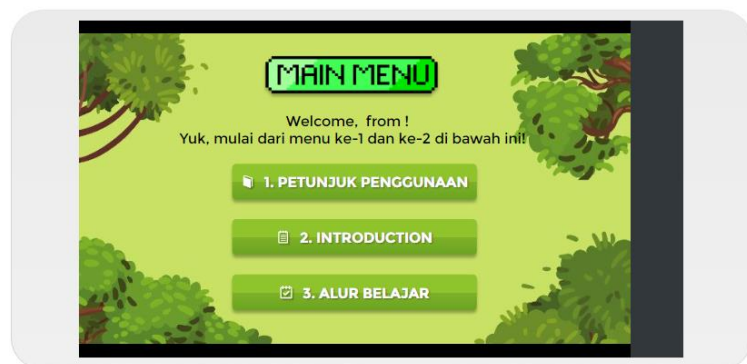 MAIN MENU
Welcome, from !
Yuk, mulai dari menu ke-1 dan ke-2 di bawah ini!
1. PETUNJUK PENGGUNAAN
2. INTRODUCTION
3. ALUR BELAJAR